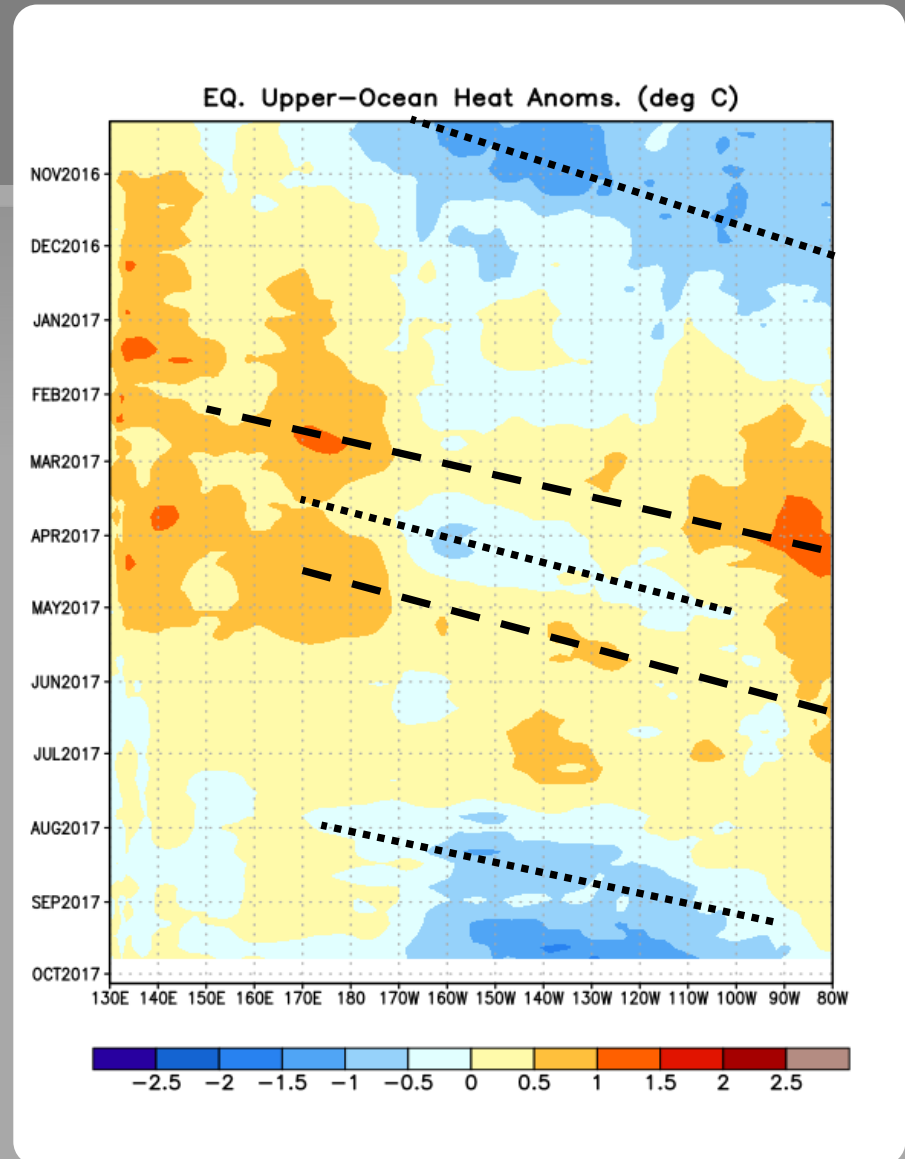 EQ. Upper-Ocean Heat Anoms. (deg C)
NOV2016
DEC2016
JAN2017
FEB2017
MAR2017
APR2017
MAY2017
JUN2017
JUL2017
AUG2017
SEP2017
OCT2017
130E 140E 150E 160E 170E 180 170W 160W 150W 140W 130W 120W 110W 100W 90W 80W
-2.5 -2 -1.5 -1 -0.5 0 0.5 1 1.5 2 2.5